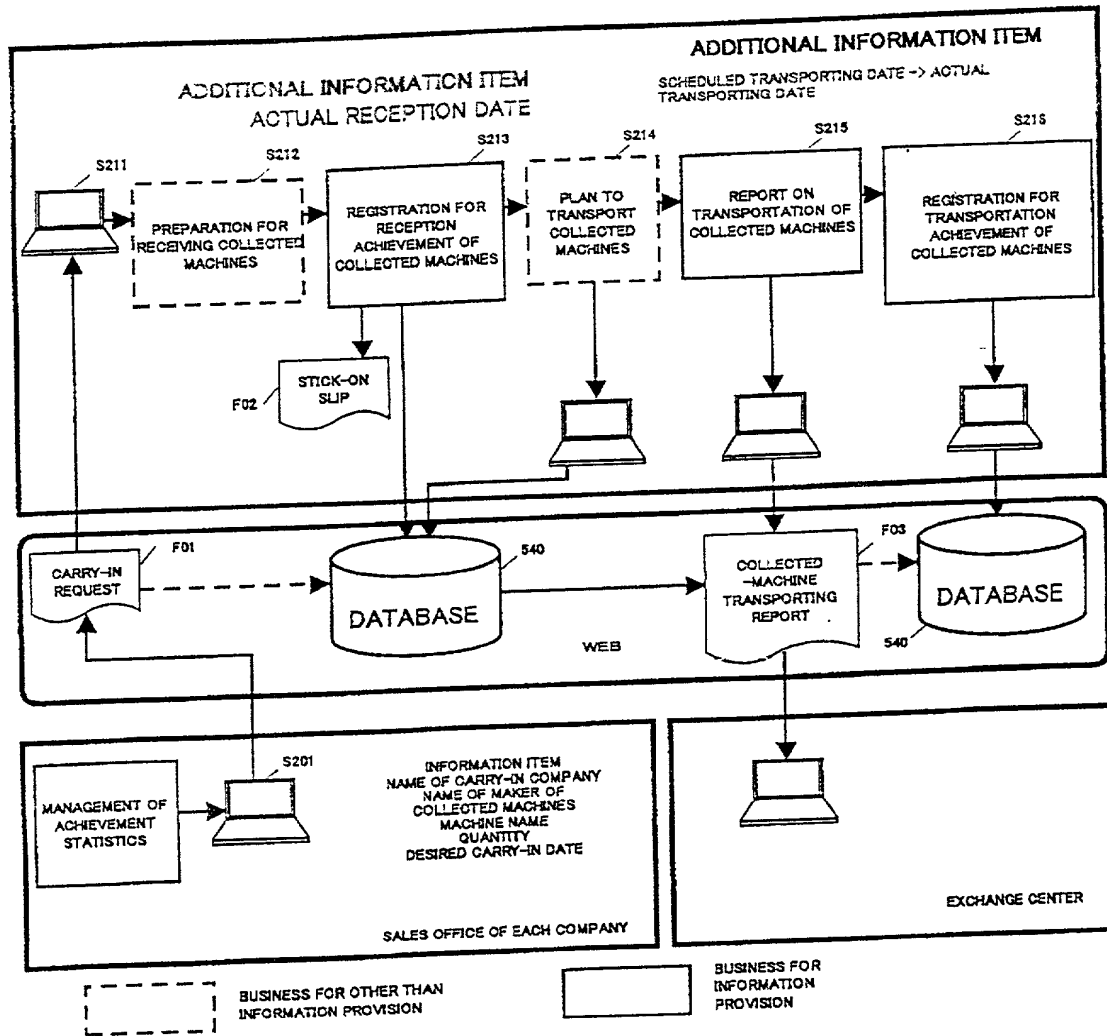 ADDITIONAL INFORMATION ITEM
ACTUAL RECEPTION DATE
ADDITIONAL INFORMATION ITEM
SCHEDULED TRANSPORTING DATE -> ACTUAL
TRANSPORTING DATE
S211
S212
S213
S214
S215
S216
PREPARATION FOR
RECEIVING COLLECTED
MACHINES
REGISTRATION FOR
RECEPTION
ACHIEVEMENT OF
COLLECTED MACHINES
PLAN TO
TRANSPORT
COLLECTED
MACHINES
REPORT ON
TRANSPORTATION OF
COLLECTED MACHINES
REGISTRATION FOR
TRANSPORTATION
ACHIEVEMENT OF
COLLECTED MACHINES
F02
STICK-ON
SLIP
F01
CARRY-IN
REQUEST
540
DATABASE
WEB
F03
COLLECTED
-MACHINE
TRANSPORTING
REPORT
DATABASE
540
MANAGEMENT OF
ACHIEVEMENT
STATISTICS
S201
INFORMATION ITEM
NAME OF CARRY-IN COMPANY
NAME OF MAKER OF
COLLECTED MACHINES
MACHINE NAME
QUANTITY
DESIRED CARRY-IN DATE
SALES OFFICE OF EACH COMPANY
EXCHANGE CENTER
BUSINESS FOR OTHER THAN
INFORMATION PROVISION
BUSINESS FOR
INFORMATION
PROVISION